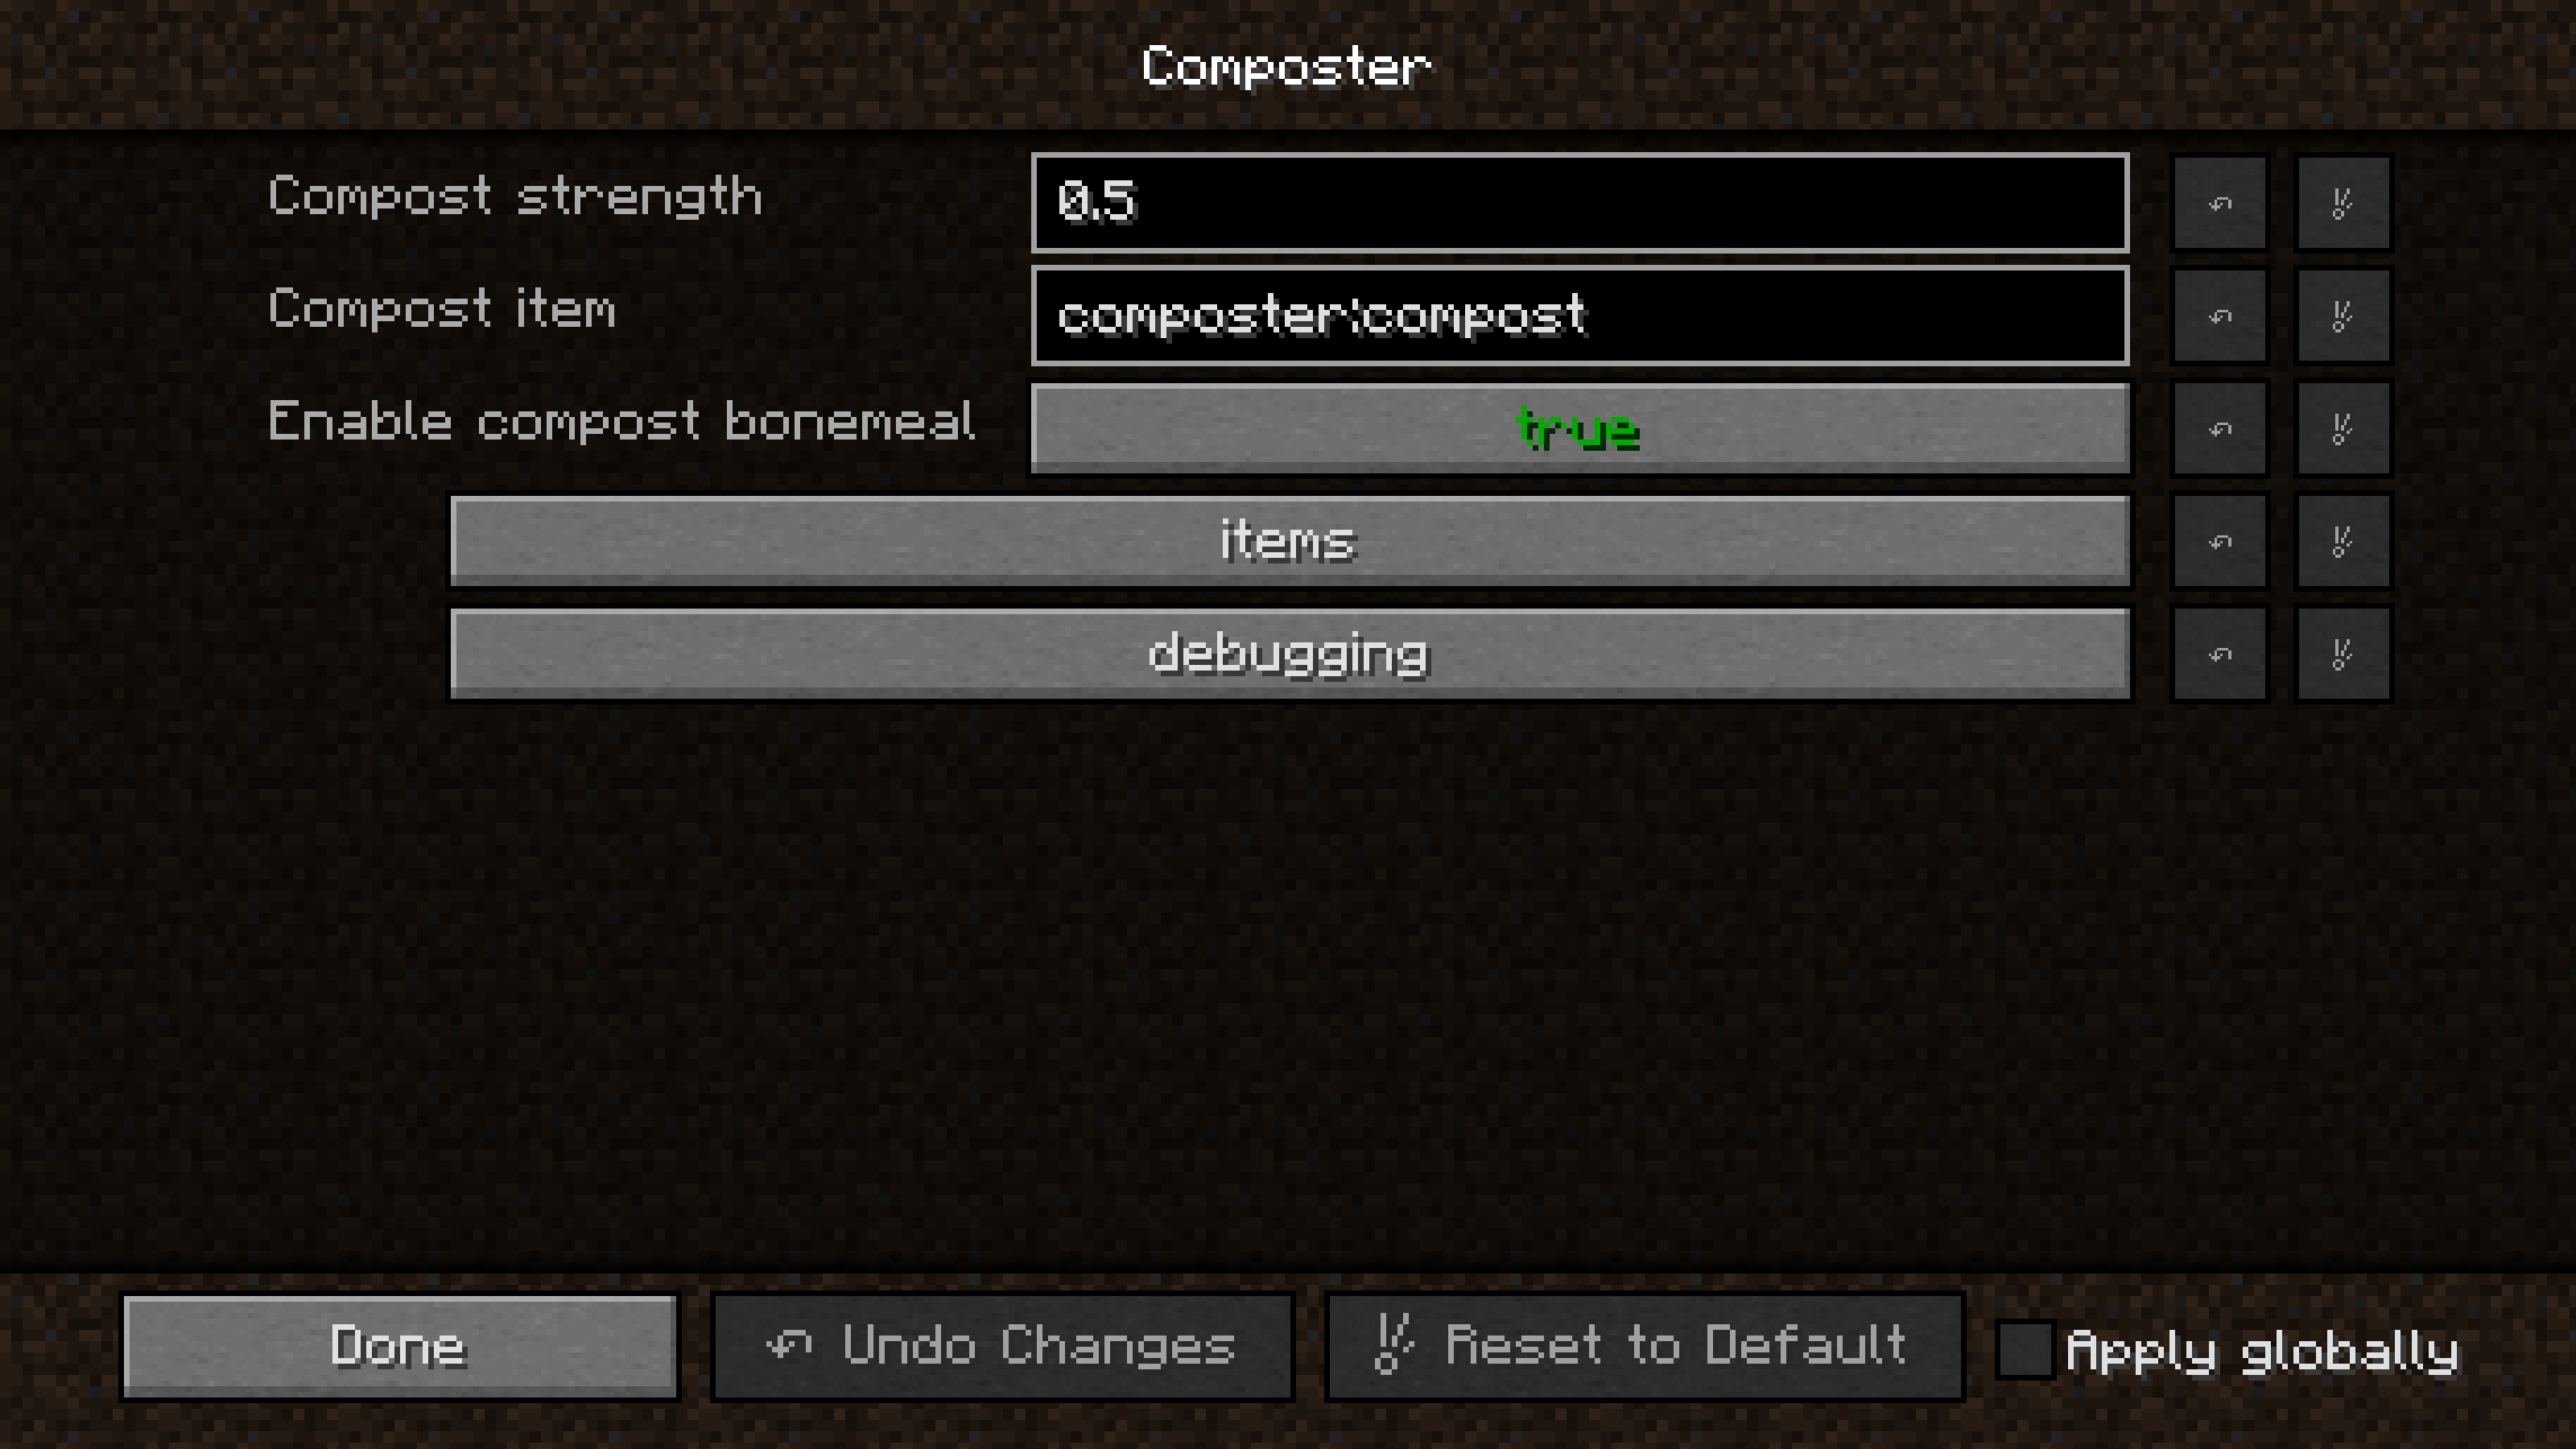 Composter
Compost strength 0.5
Compost item composter:compost
Enable compost bonemeal true
items
debugging
Done ↶ Undo Changes Reset to Default Apply globally